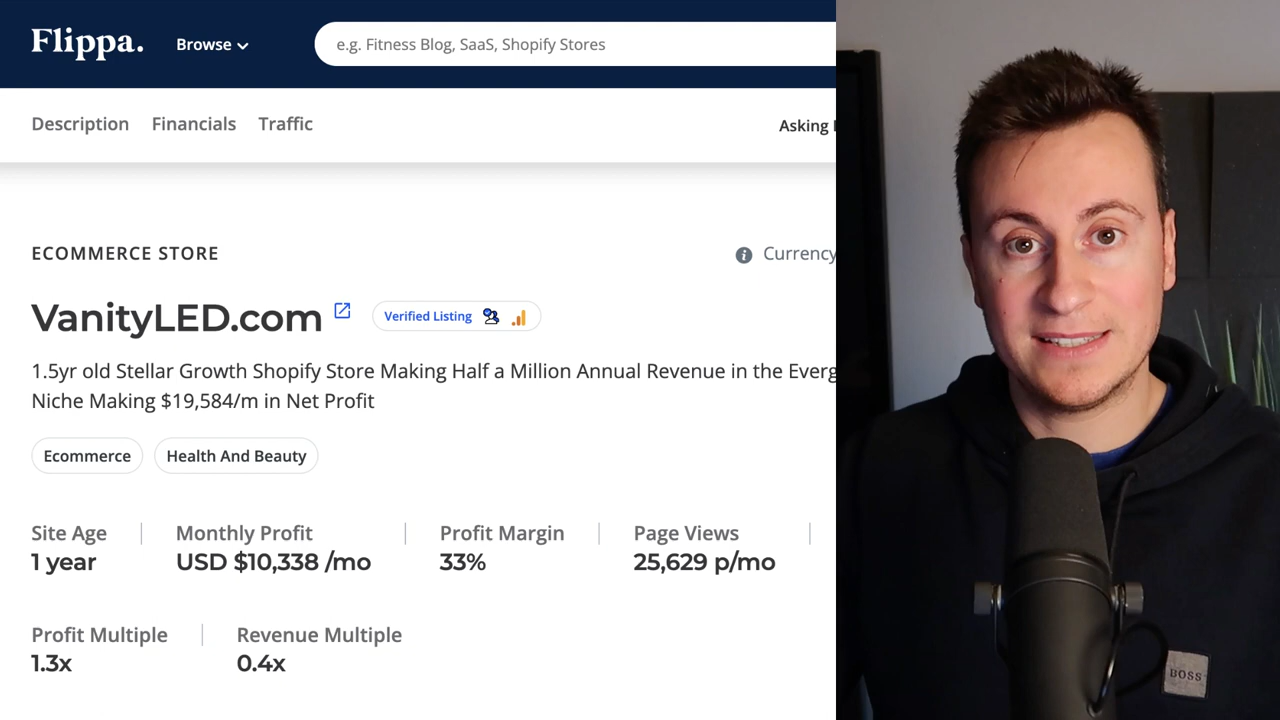 Flippa.
Browse
e.g. Fitness Blog, SaaS, Shopify Stores
Description Financials Traffic
Asking
ECOMMERCE STORE
Currency
VanityLED.com
Verified Listing
1.5yr old Stellar Growth Shopify Store Making Half a Million Annual Revenue in the Everg
Niche Making $19,584/m in Net Profit
Ecommerce
Health And Beauty
Site Age Monthly Profit Profit Margin Page Views
1 year USD $10,338 /mo 33% 25,629 p/mo
Profit Multiple Revenue Multiple
1.3x 0.4x
BOSS